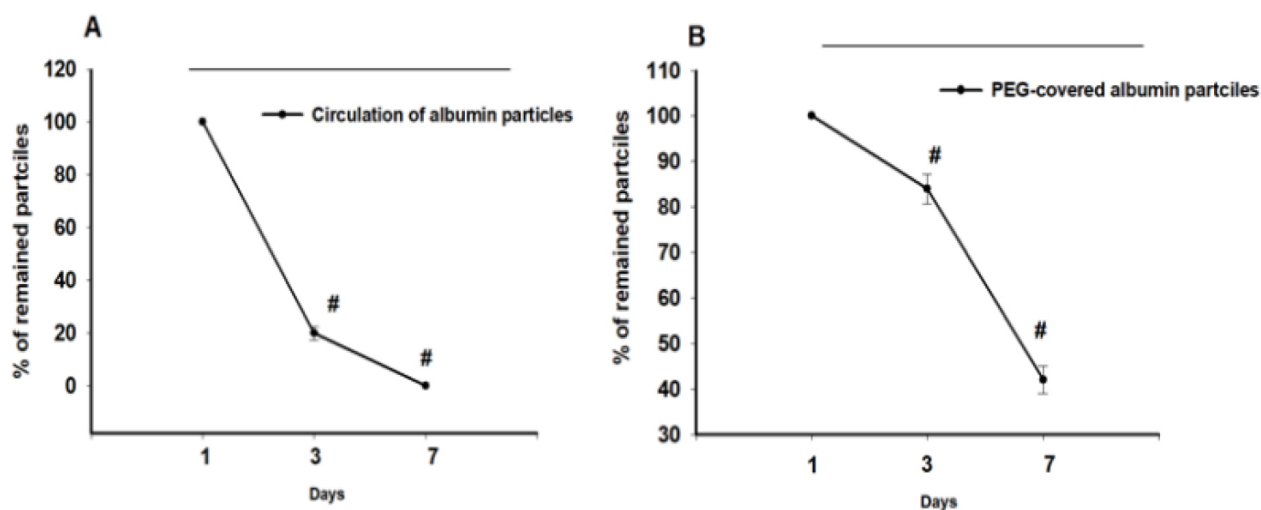 A
120
100
80
60
40
20
0
% of remained partciles
Circulation of albumin particles
#
#
1 3 7
Days
B
110
100
90
80
70
60
50
40
30
% of remained partciles
PEG-covered albumin partciles
#
#
1 3 7
Days